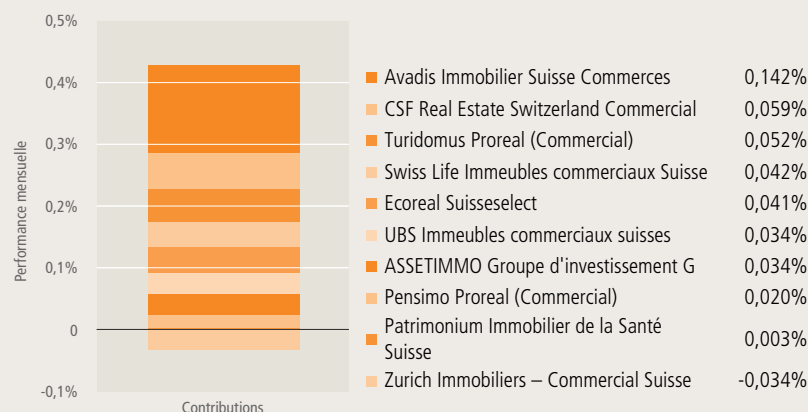 0,5%
0,4%
0,3%
0,2%
0,1%
0
-0,1%
Performance mensuelle
Contributions
Avadis Immobilier Suisse Commerces 0,142%
CSF Real Estate Switzerland Commercial 0,059%
Turidomus Proreal (Commercial) 0,052%
Swiss Life Immeubles commerciaux Suisse 0,042%
Ecoreal Suisseselect 0,041%
UBS Immeubles commerciaux suisses 0,034%
ASSETIMMO Groupe d'investissement G 0,034%
Pensimo Proreal (Commercial) 0,020%
Patrimonium Immobilier de la Santé
Suisse 0,003%
Zurich Immobiliers – Commercial Suisse -0,034%